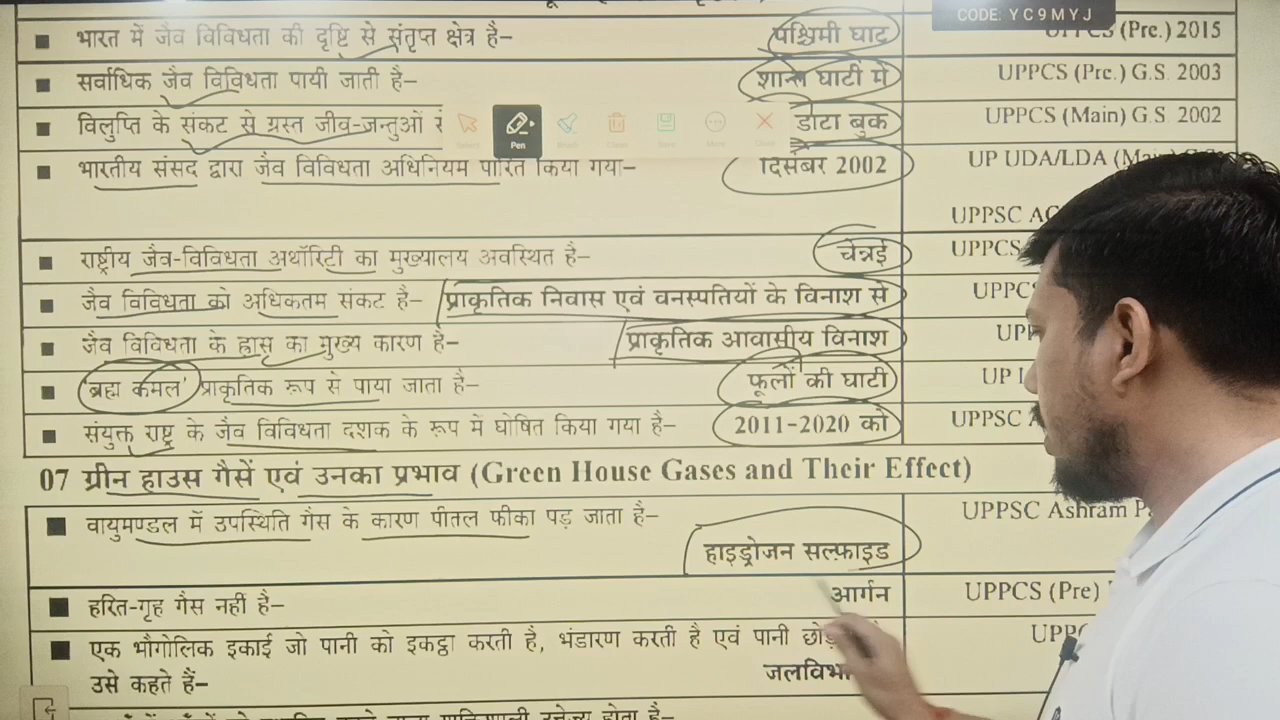 CODE: YC9MYJ
■ भारत में जैव विविधता की दृष्टि से संतृप्त क्षेत्र है– पश्चिमी घाट (Pre.) 2015
■ सर्वाधिक जैव विविधता पायी जाती है– शान्त घाटी में UPPCS (Pre.) G.S. 2003
■ विलुप्ति के संकट से ग्रस्त जीव-जन्तुओं डाटा बुक UPPCS (Main) G.S 2002
Pen
■ भारतीय संसद द्वारा जैव विविधता अधिनियम पारित किया गया– दिसंबर 2002 UP UDA/LDA
UPPSC
■ राष्ट्रीय जैव-विविधता अथॉरिटी का मुख्यालय अवस्थित है– चेन्नई UPPCS
■ जैव विविधता को अधिकतम संकट है– प्राकृतिक निवास एवं वनस्पतियों के विनाश से
■ जैव विविधता के ह्रास का मुख्य कारण है– प्राकृतिक आवासीय विनाश
■ 'ब्रह्म कमल' प्राकृतिक रूप से पाया जाता है– फूलों की घाटी UP
■ संयुक्त राष्ट्र के जैव विविधता दशक के रूप में घोषित किया गया है– 2011-2020 को UPPSC
07 ग्रीन हाउस गैसें एवं उनका प्रभाव (Green House Gases and Their Effect)
■ वायुमण्डल में उपस्थिति गैस के कारण पीतल फीका पड़ जाता है– UPPSC Ashram
हाइड्रोजन सल्फाइड
■ हरित-गृह गैस नहीं है– आर्गन UPPCS (Pre)
■ एक भौगोलिक इकाई जो पानी को इकट्ठा करती है, भंडारण करती है एवं पानी
उसे कहते हैं–